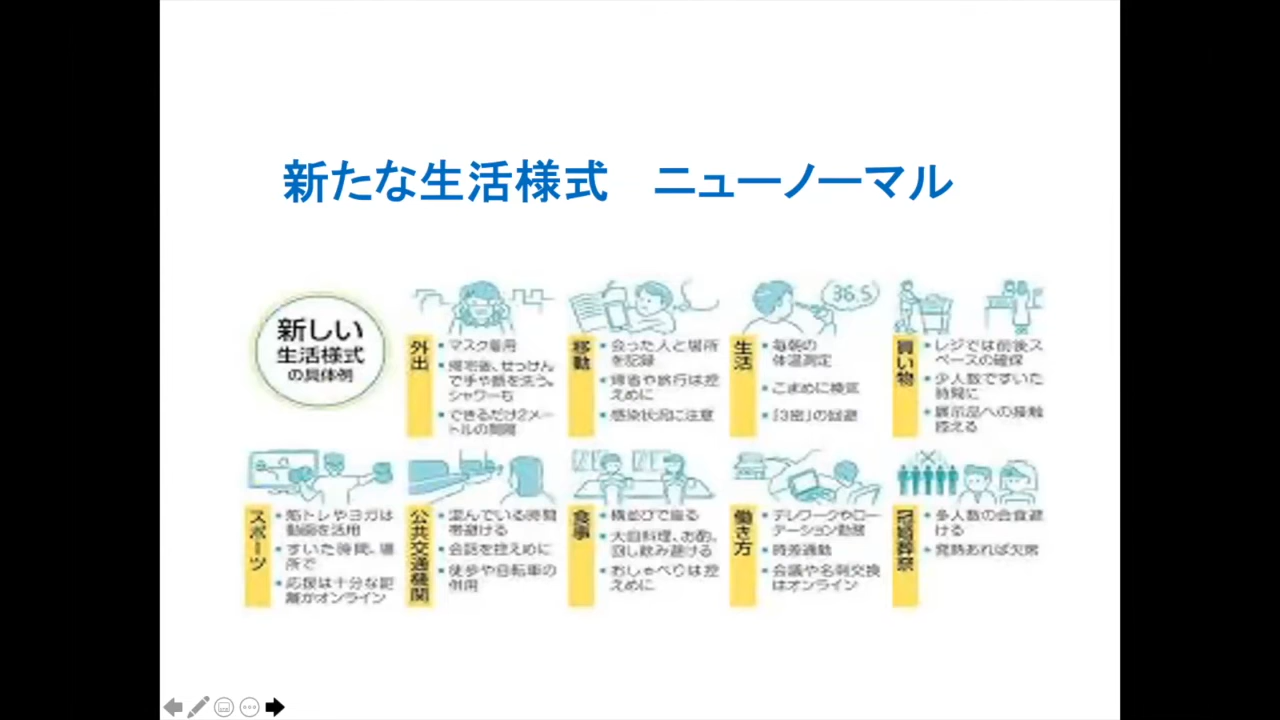 新たな生活様式　ニューノーマル
新しい
生活様式
の具体例
外出
・マスク着用
・帰宅後、せっけん
で手や顔を洗う。
シャワーも
・できるだけ2メー
トルの間隔
移動
・会った人と場所
を記録
・帰省や旅行は控
えめに
・感染状況に注意
36.5
生活
・毎朝の
体温測定
・こまめに換気
・「3密」の回避
買い物
・レジでは前後ス
ペースの確保
・少人数ですいた
時間に
・展示品への接触
控える
スポーツ
・筋トレやヨガは
動画を活用
・すいた時間、場
所で
・応援は十分な距
離かオンライン
公共交通機関
・混んでいる時間
帯避ける
・会話を控えめに
・徒歩や自転車の
併用
食事
・横並びで座る
・大皿料理、お酌、
回し飲み避ける
・おしゃべりは控
えめに
働き方
・テレワークやロー
テーション勤務
・時差通勤
・会議や名刺交換
はオンライン
冠婚葬祭
・多人数の会食避
ける
・発熱あれば欠席